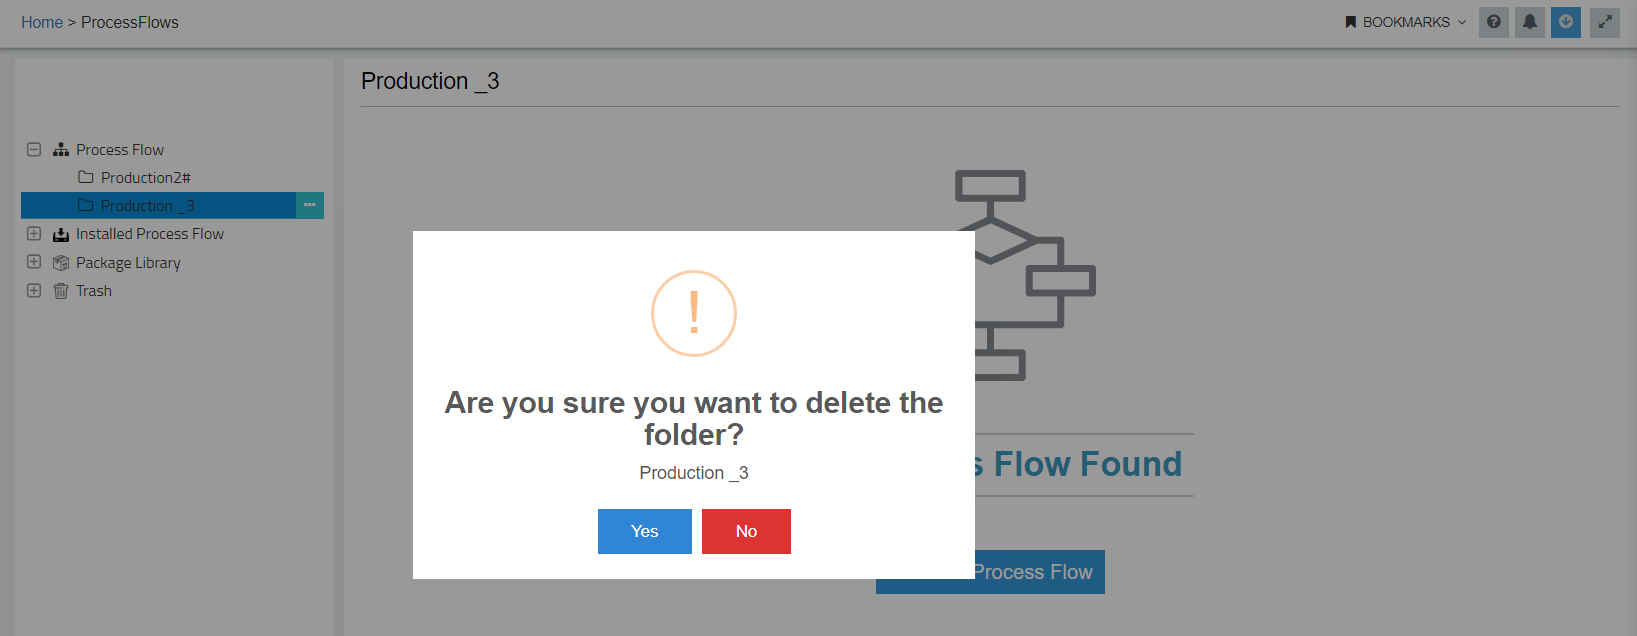 Home > ProcessFlows
BOOKMARKS
Production _3
Process Flow
Production2#
Production _3
Installed Process Flow
Package Library
Trash
Are you sure you want to delete the
folder?
Production _3
Yes No
Flow Found
Process Flow